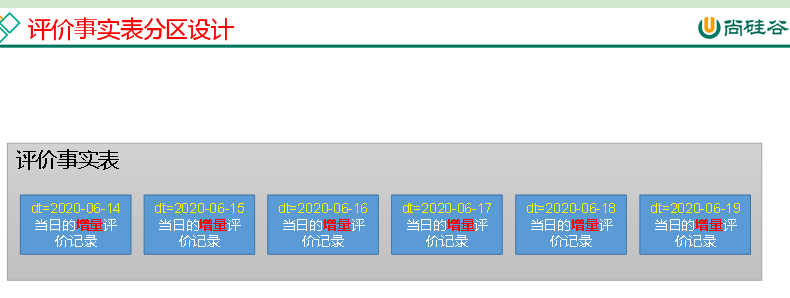 评价事实表分区设计
尚硅谷
评价事实表
dt=2020-06-14
当日的增量评
价记录
dt=2020-06-15
当日的增量评
价记录
dt=2020-06-16
当日的增量评
价记录
dt=2020-06-17
当日的增量评
价记录
dt=2020-06-18
当日的增量评
价记录
dt=2020-06-19
当日的增量评
价记录